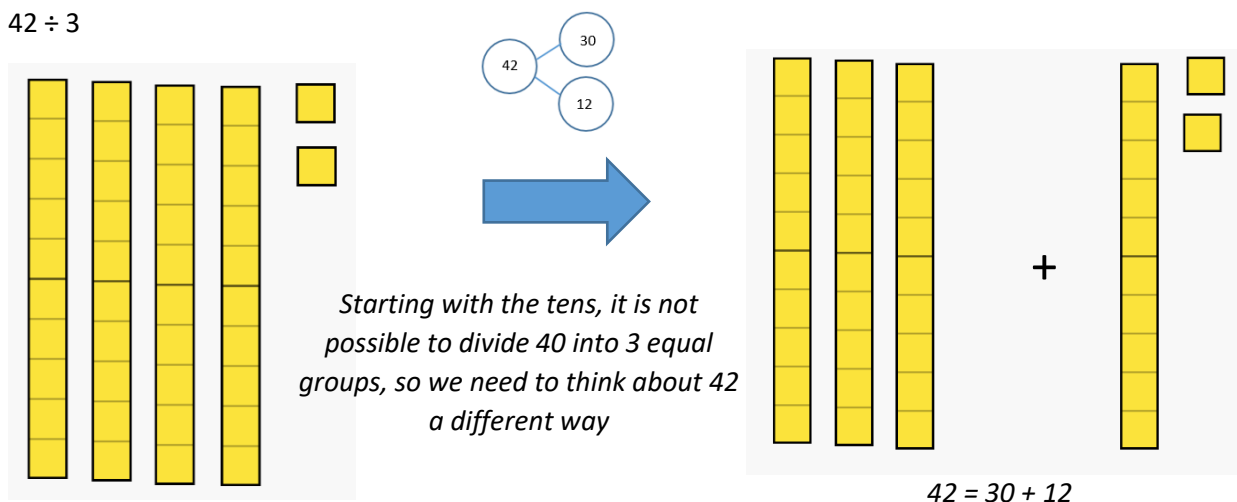 42 ÷ 3
30
42
12
Starting with the tens, it is not
possible to divide 40 into 3 equal
groups, so we need to think about 42
a different way
+
42 = 30 + 12